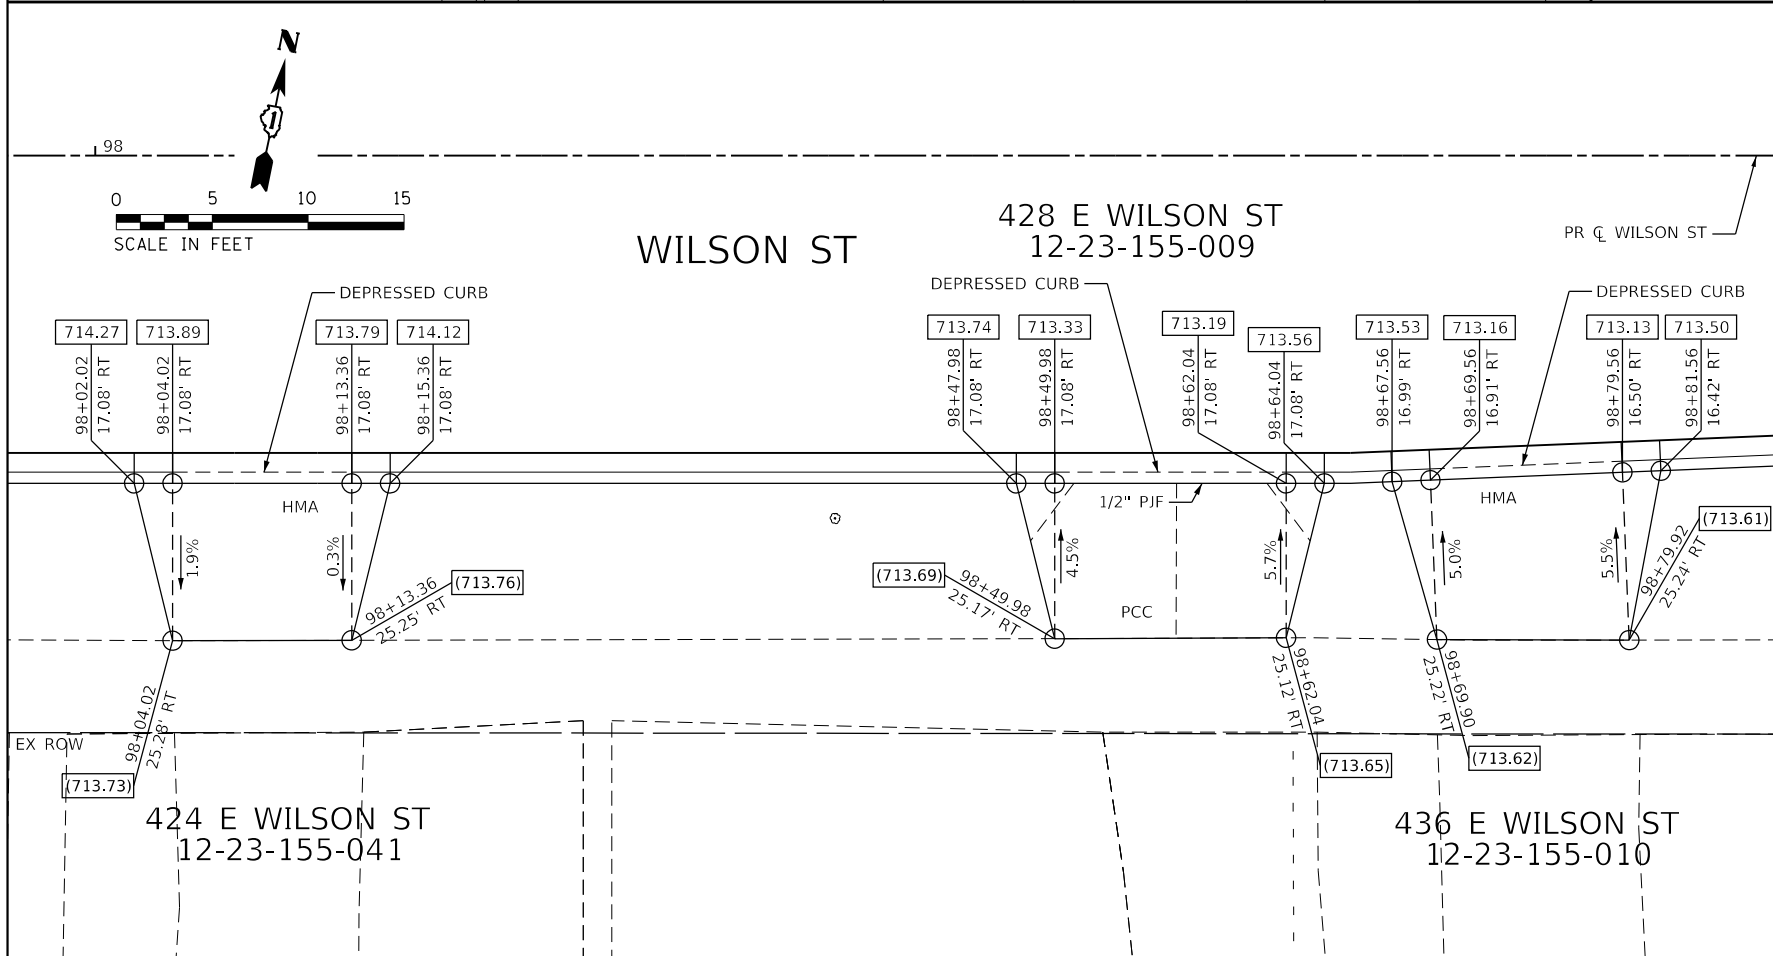 N
1
98
0 5 10 15
SCALE IN FEET
WILSON ST
428 E WILSON ST
12-23-155-009
PR ℄ WILSON ST
DEPRESSED CURB
DEPRESSED CURB
DEPRESSED CURB
714.27
98+02.02
17.08' RT
713.89
98+04.02
17.08' RT
713.79
98+13.36
17.08' RT
714.12
98+15.36
17.08' RT
713.74
98+47.98
17.08' RT
713.33
98+49.98
17.08' RT
713.19
98+62.04
17.08' RT
713.56
98+64.04
17.08' RT
713.53
98+67.56
16.99' RT
713.16
98+69.56
16.91' RT
713.13
98+79.56
16.50' RT
713.50
98+81.56
16.42' RT
HMA
1/2" PJF
HMA
1.9%
0.3%
4.5%
5.7%
5.0%
5.5%
(713.76)
98+13.36
25.25' RT
(713.69)
98+49.98
25.17' RT
PCC
(713.61)
98+79.92
25.24' RT
98+04.02
25.28' RT
(713.73)
98+62.04
25.12' RT
(713.65)
98+69.90
25.22' RT
(713.62)
EX ROW
424 E WILSON ST
12-23-155-041
436 E WILSON ST
12-23-155-010